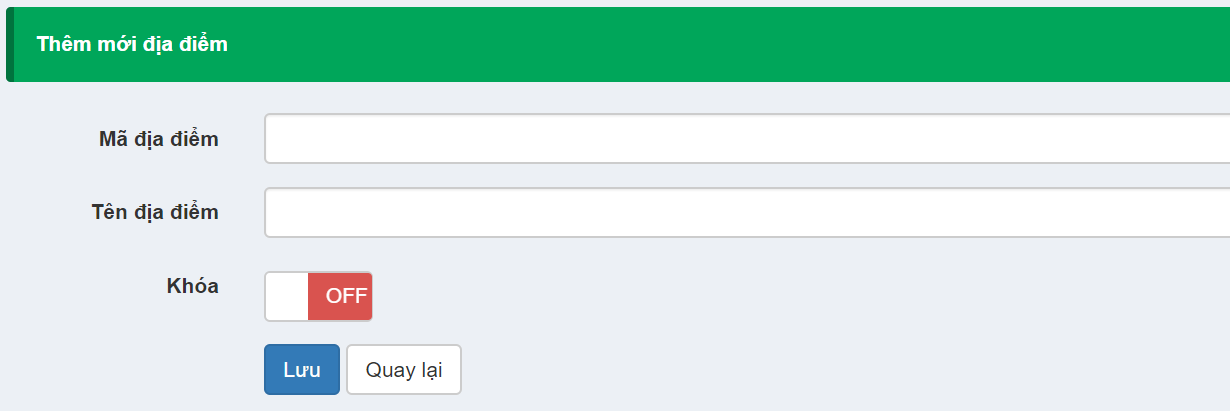 Thêm mới địa điểm
Mã địa điểm
Tên địa điểm
Khóa
OFF
Lưu Quay lại